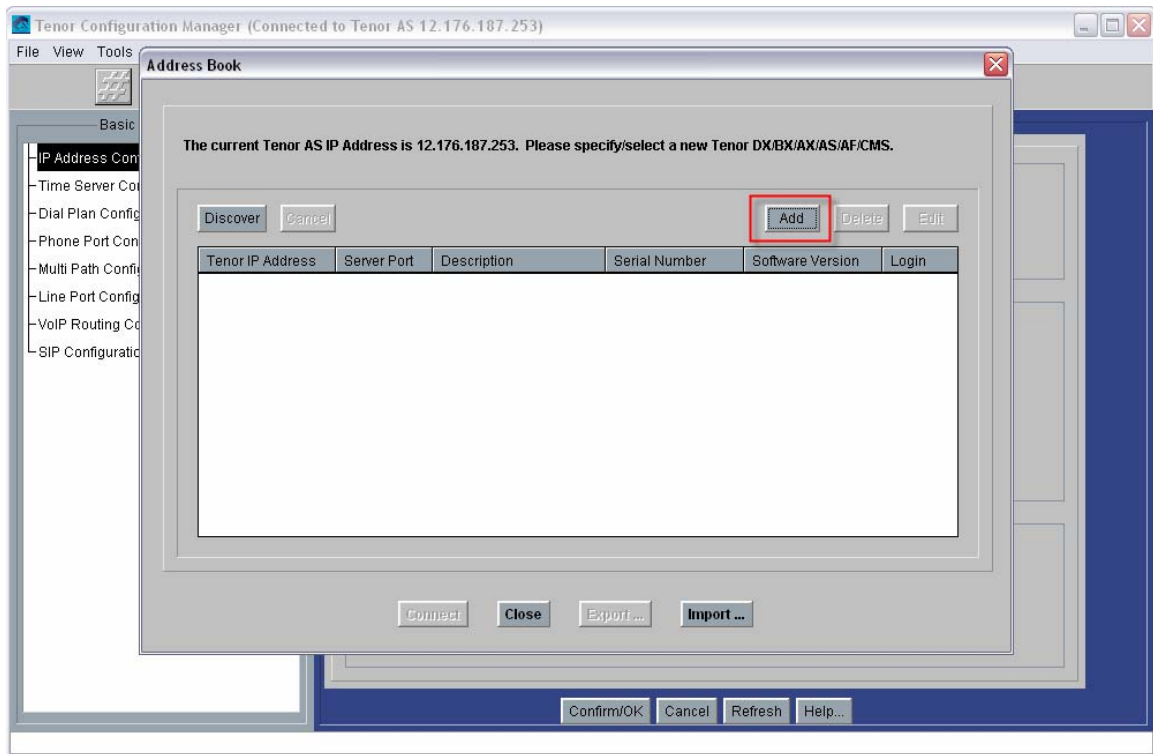 Tenor Configuration Manager (Connected to Tenor AS 12.176.187.253)
File View Tools
Address Book
Basic
The current Tenor AS IP Address is 12.176.187.253. Please specify/select a new Tenor DX/BX/AX/AS/AF/CMS.
IP Address Con
Time Server Co
Dial Plan Config
Phone Port Con
Multi Path Confi
Line Port Config
VoIP Routing Co
SIP Configuratio
Discover Cancel Add Delete Edit
Tenor IP Address Server Port Description Serial Number Software Version Login
Connect Close Export ... Import ...
Confirm/OK Cancel Refresh Help...